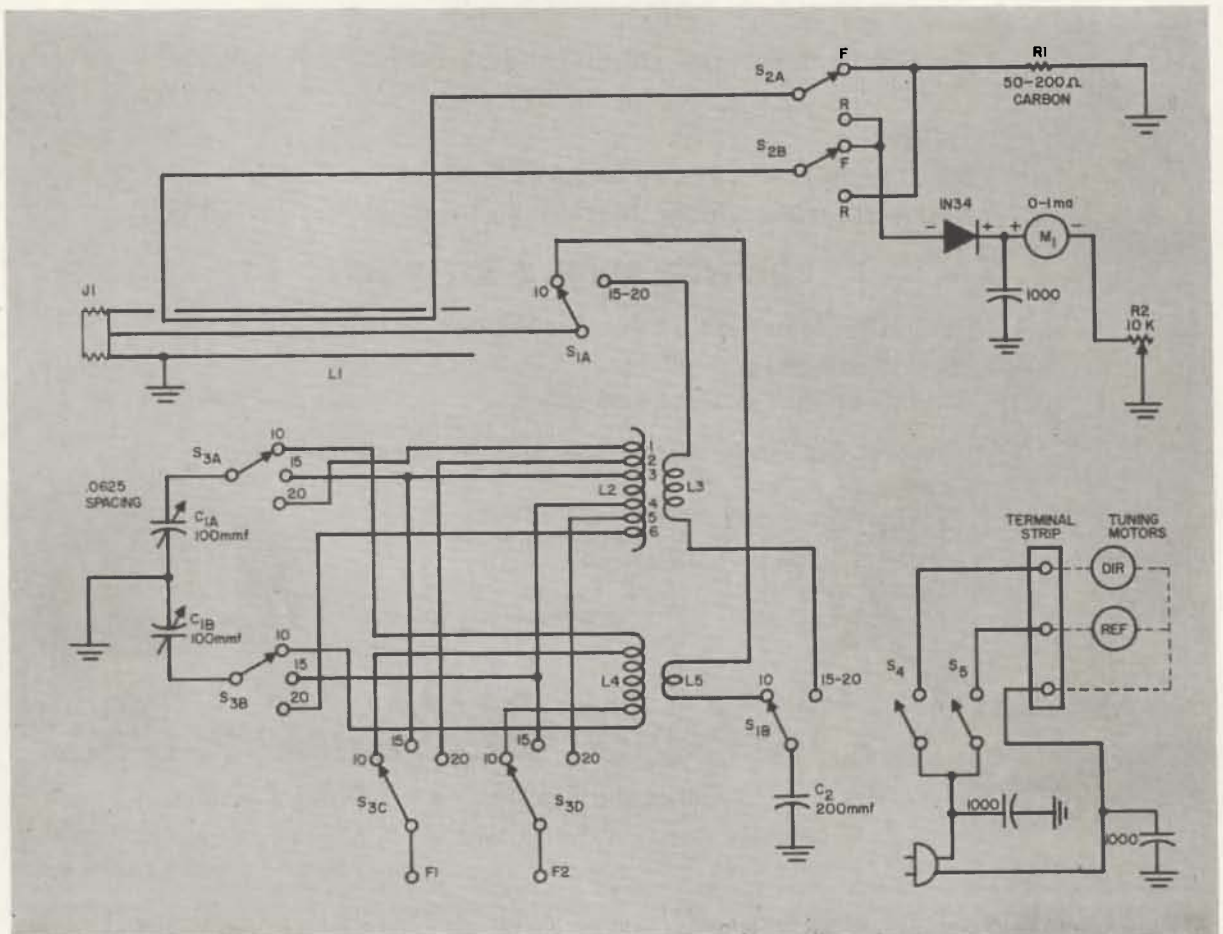 F
R1
S2A
50-200Ω
CARBON
R
S2B
F
R
IN34
0-1ma
- + + -
M1
1000
R2
10 K
J1
10
15-20
S1A
L1
S3A
10
15
20
.0625
SPACING
C1A
100mmf
1
2
3
L2
4
5
6
L3
C1B
100mmf
S3B
10
15
20
L4
L5
10
15-20
S1B
C2
200mmf
10
15
20
S3C
F1
10
15
20
S3D
F2
TERMINAL
STRIP
TUNING
MOTORS
DIR
REF
S4
S5
1000
1000